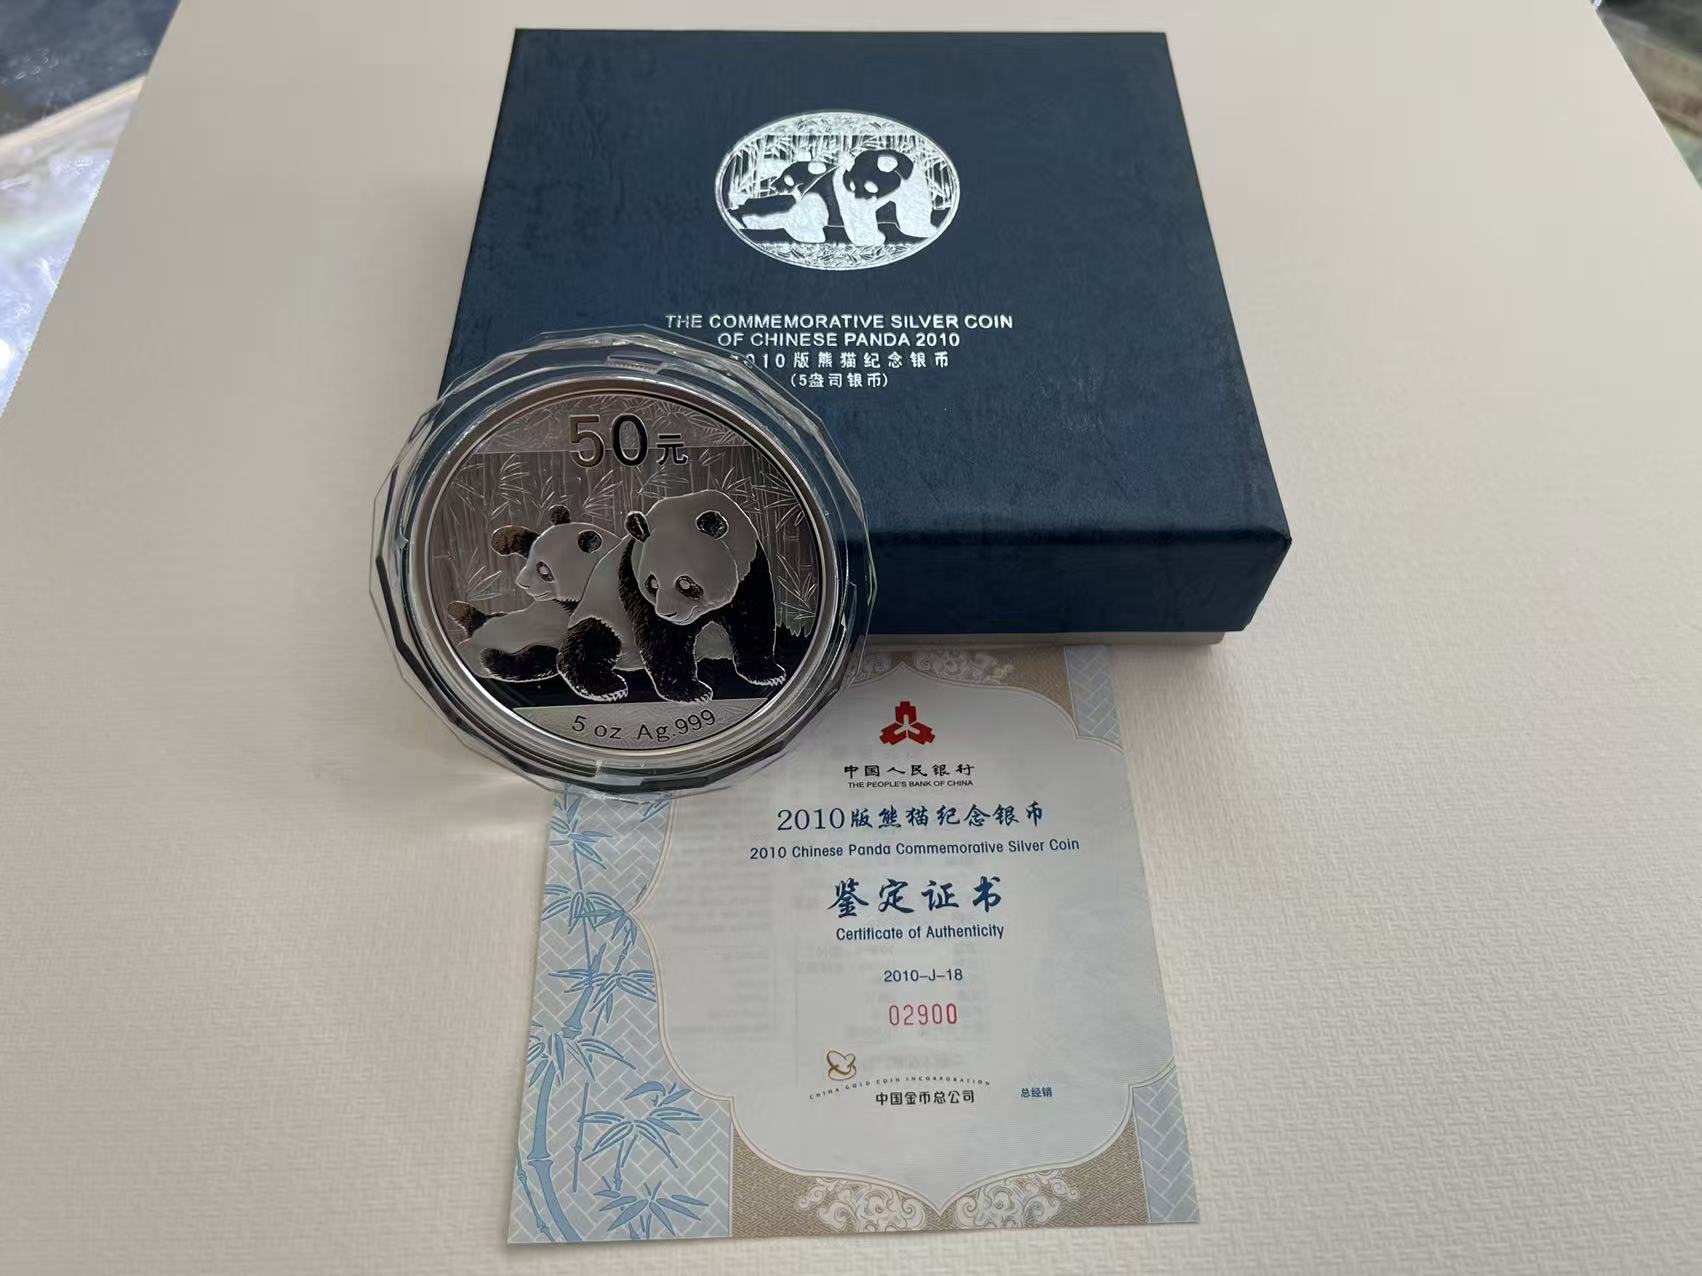 THE COMMEMORATIVE SILVER COIN
OF CHINESE PANDA 2010
2010版熊猫纪念银币
(5盎司银币)
50元
5 oz Ag.999
中国人民银行
THE PEOPLE'S BANK OF CHINA
2010版熊猫纪念银币
2010 Chinese Panda Commemorative Silver Coin
鉴定证书
Certificate of Authenticity
2010-J-18
02900
CHINA GOLD COIN INCORPORATION
中国金币总公司
总经销